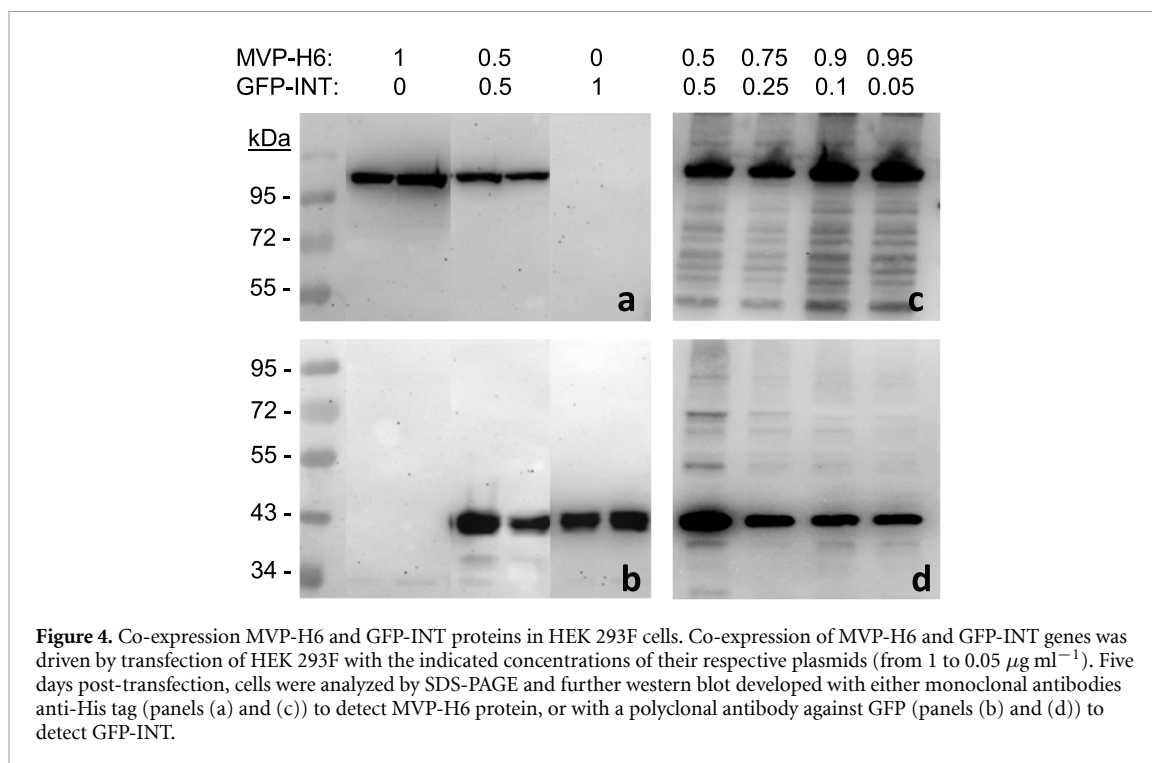 MVP-H6: 1 0.5 0 0.5 0.75 0.9 0.95
GFP-INT: 0 0.5 1 0.5 0.25 0.1 0.05
kDa
95 -
72 -
55 -
a
c
95 -
72 -
55 -
43 -
34 -
b
d
Figure 4. Co-expression MVP-H6 and GFP-INT proteins in HEK 293F cells. Co-expression of MVP-H6 and GFP-INT genes was
driven by transfection of HEK 293F with the indicated concentrations of their respective plasmids (from 1 to 0.05 μg ml⁻¹). Five
days post-transfection, cells were analyzed by SDS-PAGE and further western blot developed with either monoclonal antibodies
anti-His tag (panels (a) and (c)) to detect MVP-H6 protein, or with a polyclonal antibody against GFP (panels (b) and (d)) to
detect GFP-INT.